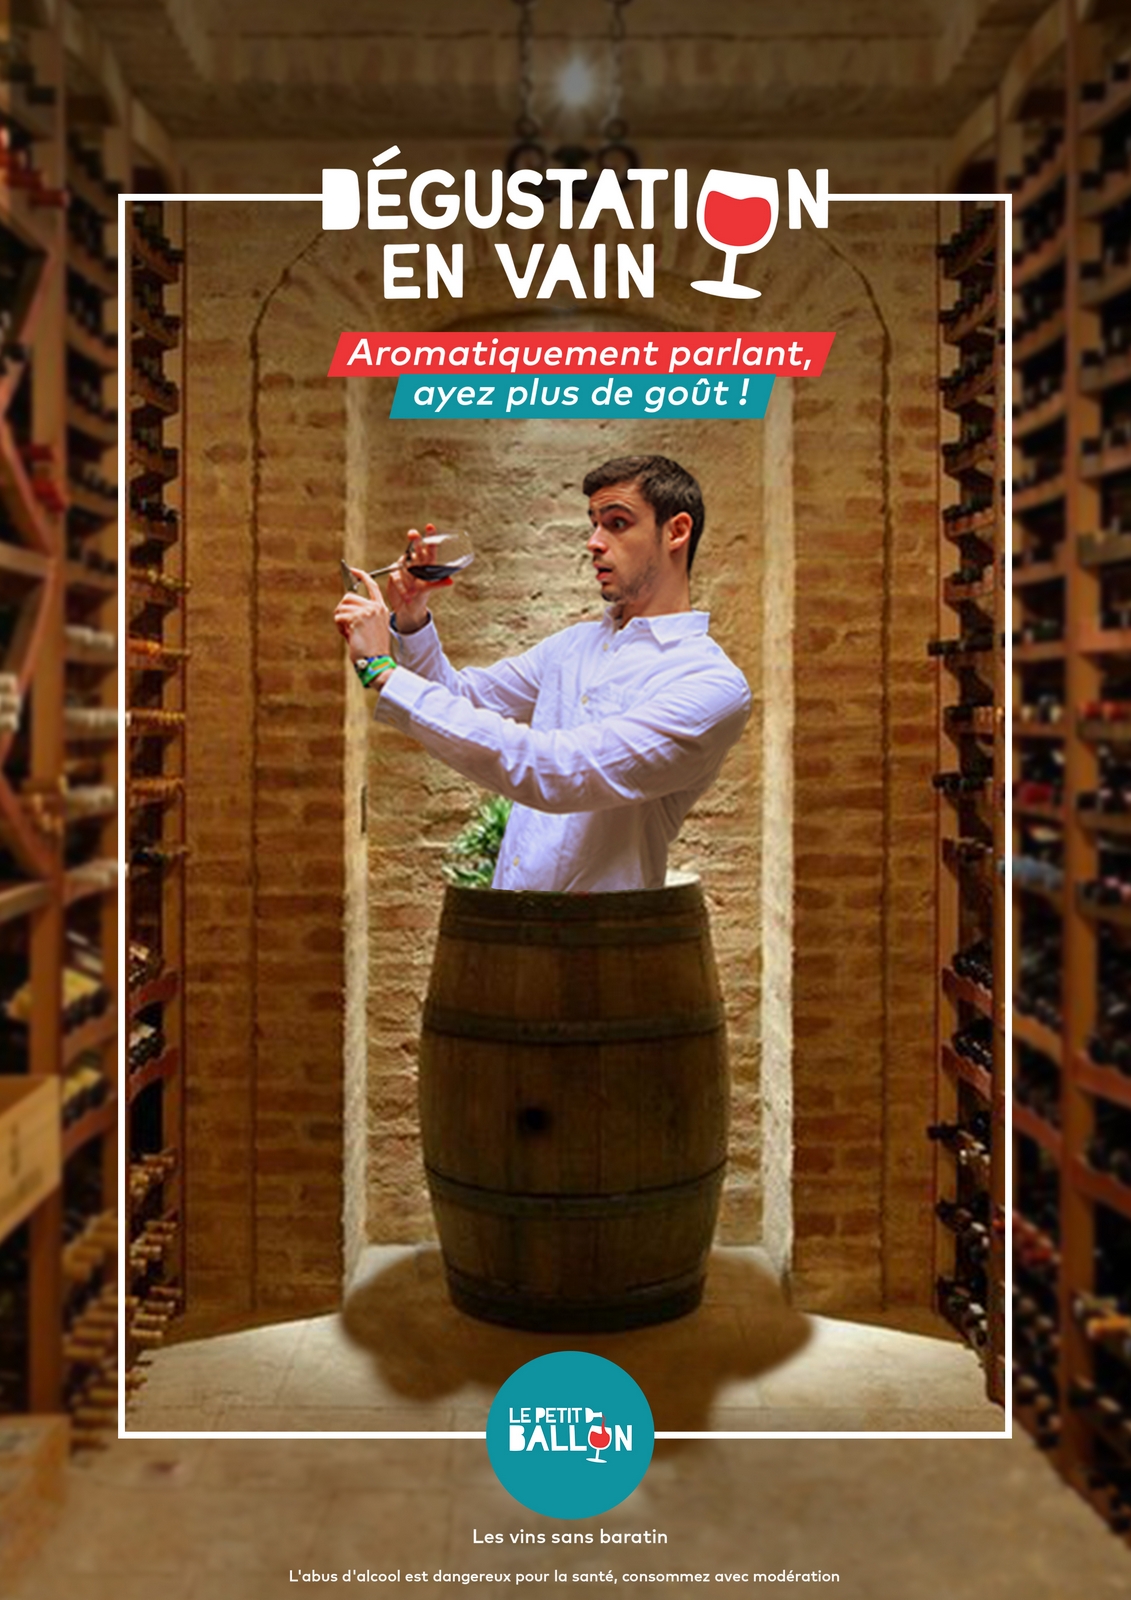 DÉGUSTATION
EN VAIN
Aromatiquement parlant,
ayez plus de goût !
LE PETIT
BALLON
Les vins sans baratin
L'abus d'alcool est dangereux pour la santé, consommez avec modération